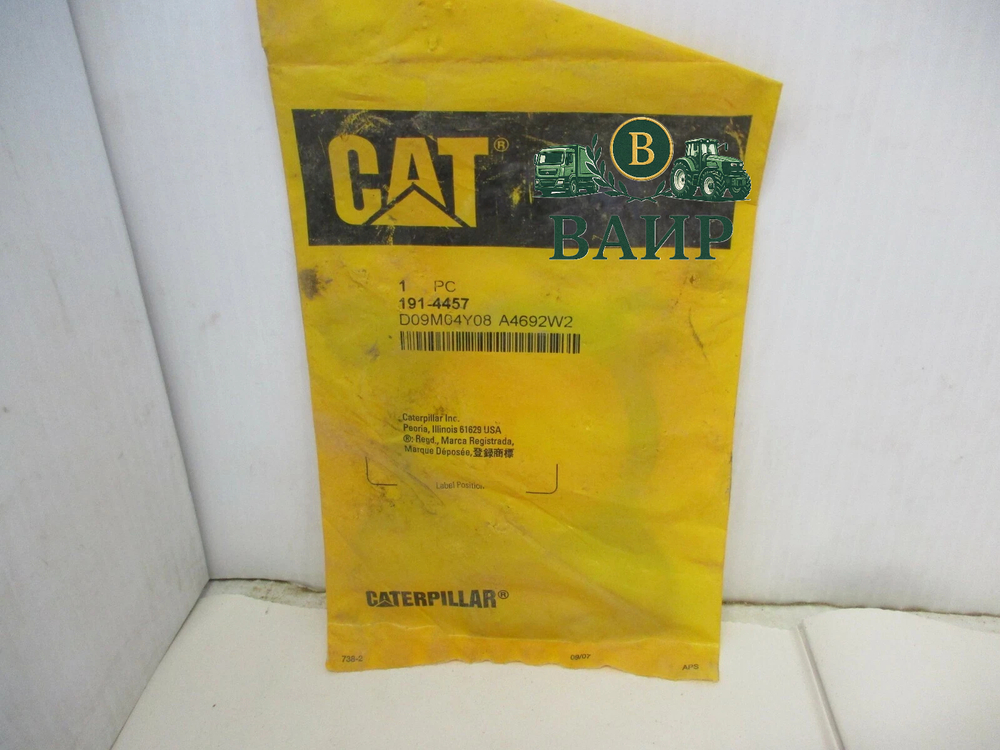 CAT®
В
ВАИР
1 PC
191-4457
D09M04Y08 A4692W2
Caterpillar Inc.
Peoria, Illinois 61629 USA
®: Regd., Marca Registrada,
Marque Déposée, 登録商標
Label Position
CATERPILLAR®
738-2 09/07 APS